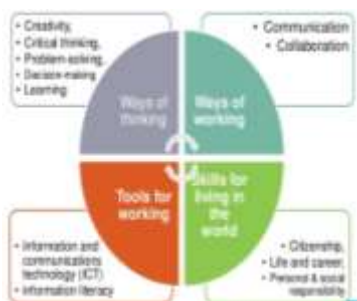 • Creativity,
• Critical thinking,
• Problem-solving,
• Decision-making
• Learning
• Communication
• Collaboration
Ways of
thinking
Ways of
working
Tools for
working
Skills for
living in
the
world
• Information and
communications
technology (ICT)
• Information literacy
• Citizenship,
• Life and career,
• Personal & social
responsibility